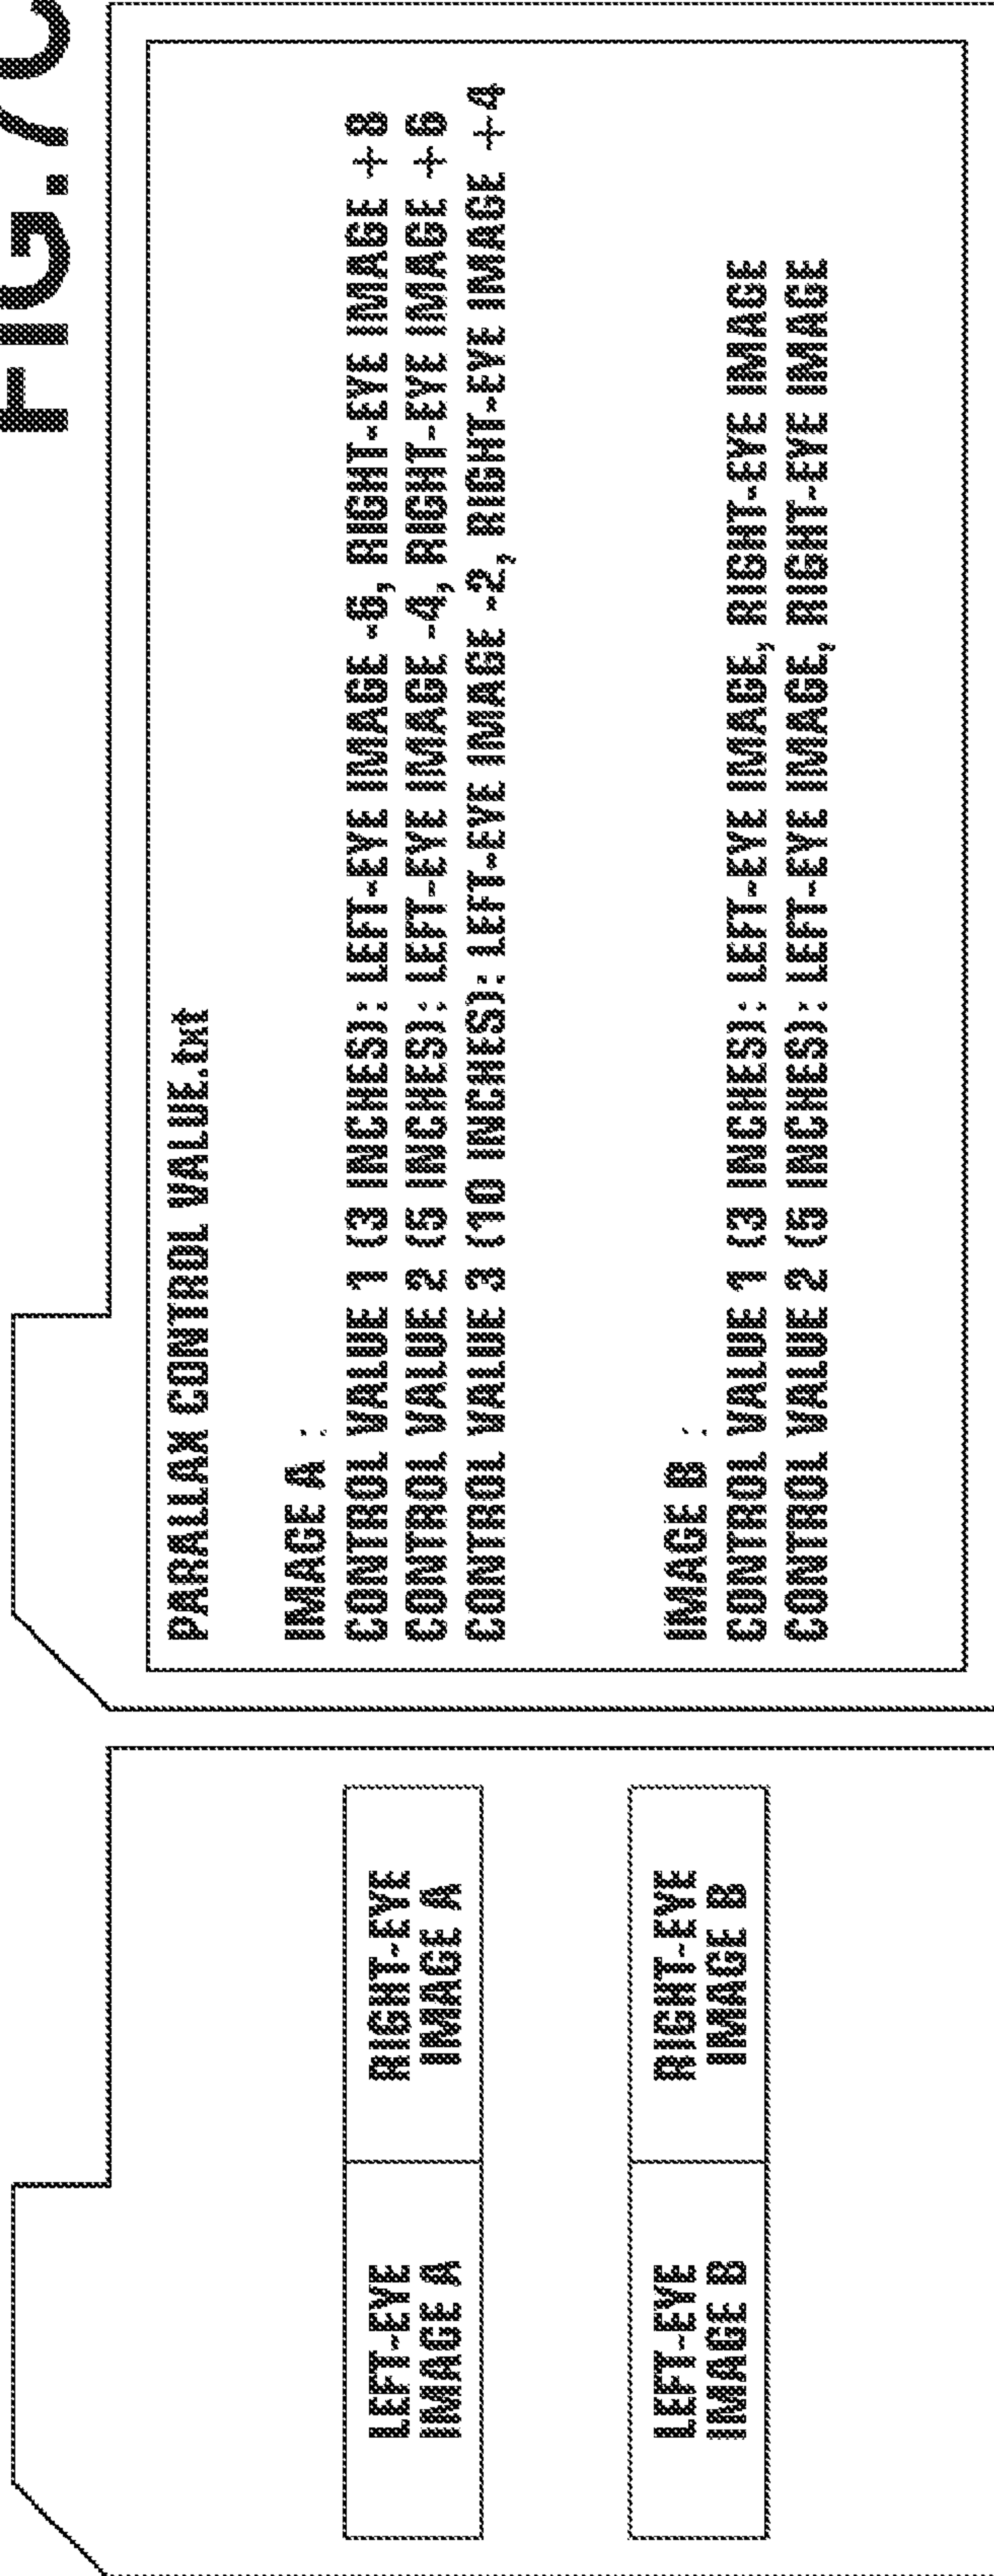 FIG.7C
LEFT-EYE
IMAGE A
RIGHT-EYE
IMAGE A
LEFT-EYE
IMAGE B
RIGHT-EYE
IMAGE B
PARALLAX CONTROL VALUE.txt
IMAGE A :
CONTROL VALUE 1 (3 INCHES): LEFT-EYE IMAGE -6, RIGHT-EYE IMAGE +8
CONTROL VALUE 2 (5 INCHES): LEFT-EYE IMAGE -4, RIGHT-EYE IMAGE +6
CONTROL VALUE 3 (10 INCHES): LEFT-EYE IMAGE -2, RIGHT-EYE IMAGE +4
IMAGE B :
CONTROL VALUE 1 (3 INCHES): LEFT-EYE IMAGE, RIGHT-EYE IMAGE
CONTROL VALUE 2 (5 INCHES): LEFT-EYE IMAGE, RIGHT-EYE IMAGE